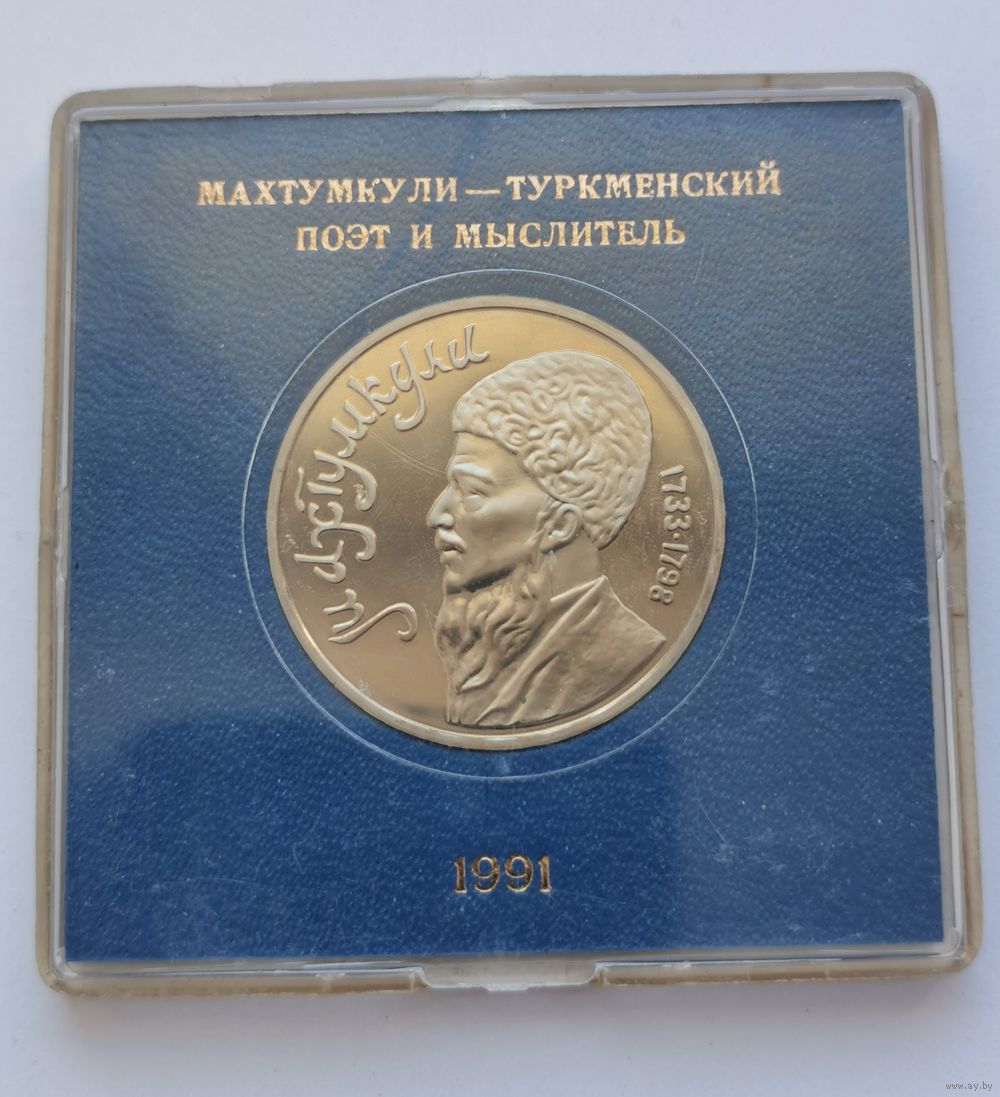 МАХТУМКУЛИ — ТУРКМЕНСКИЙ
ПОЭТ И МЫСЛИТЕЛЬ
Махтумкули
1733·1798
1991
www.ay.by